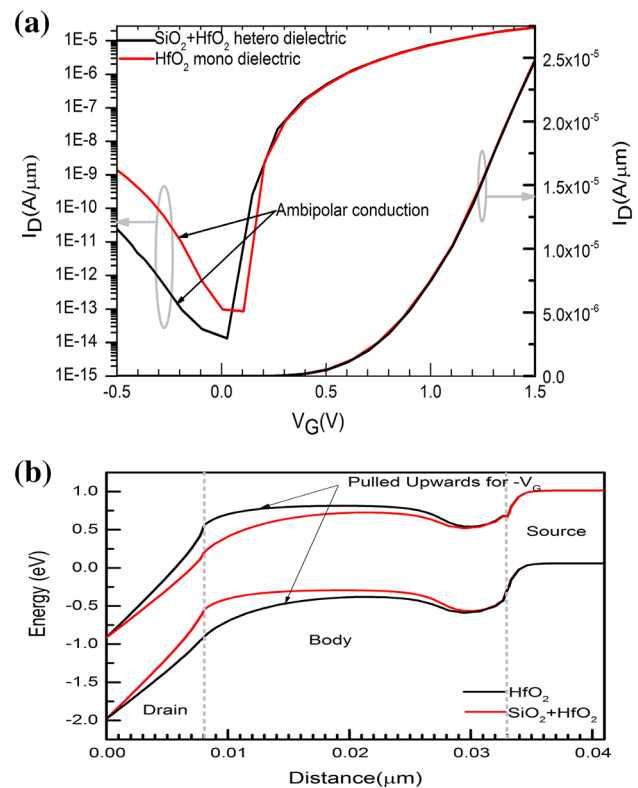 (a)
SiO2+HfO2 hetero dielectric
HfO2 mono dielectric
1E-5
1E-6
1E-7
1E-8
1E-9
1E-10
1E-11
1E-12
1E-13
1E-14
1E-15
ID(A/μm)
Ambipolar conduction
2.5x10-5
2.0x10-5
1.5x10-5
1.0x10-5
5.0x10-6
0.0
ID(A/μm)
-0.5 0.0 0.5 1.0 1.5
VG(V)
(b)
Pulled Upwards for -VG
1.0
0.5
0.0
-0.5
-1.0
-1.5
-2.0
Energy (eV)
Source
Body
Drain
HfO2
SiO2+HfO2
0.00 0.01 0.02 0.03 0.04
Distance(μm)